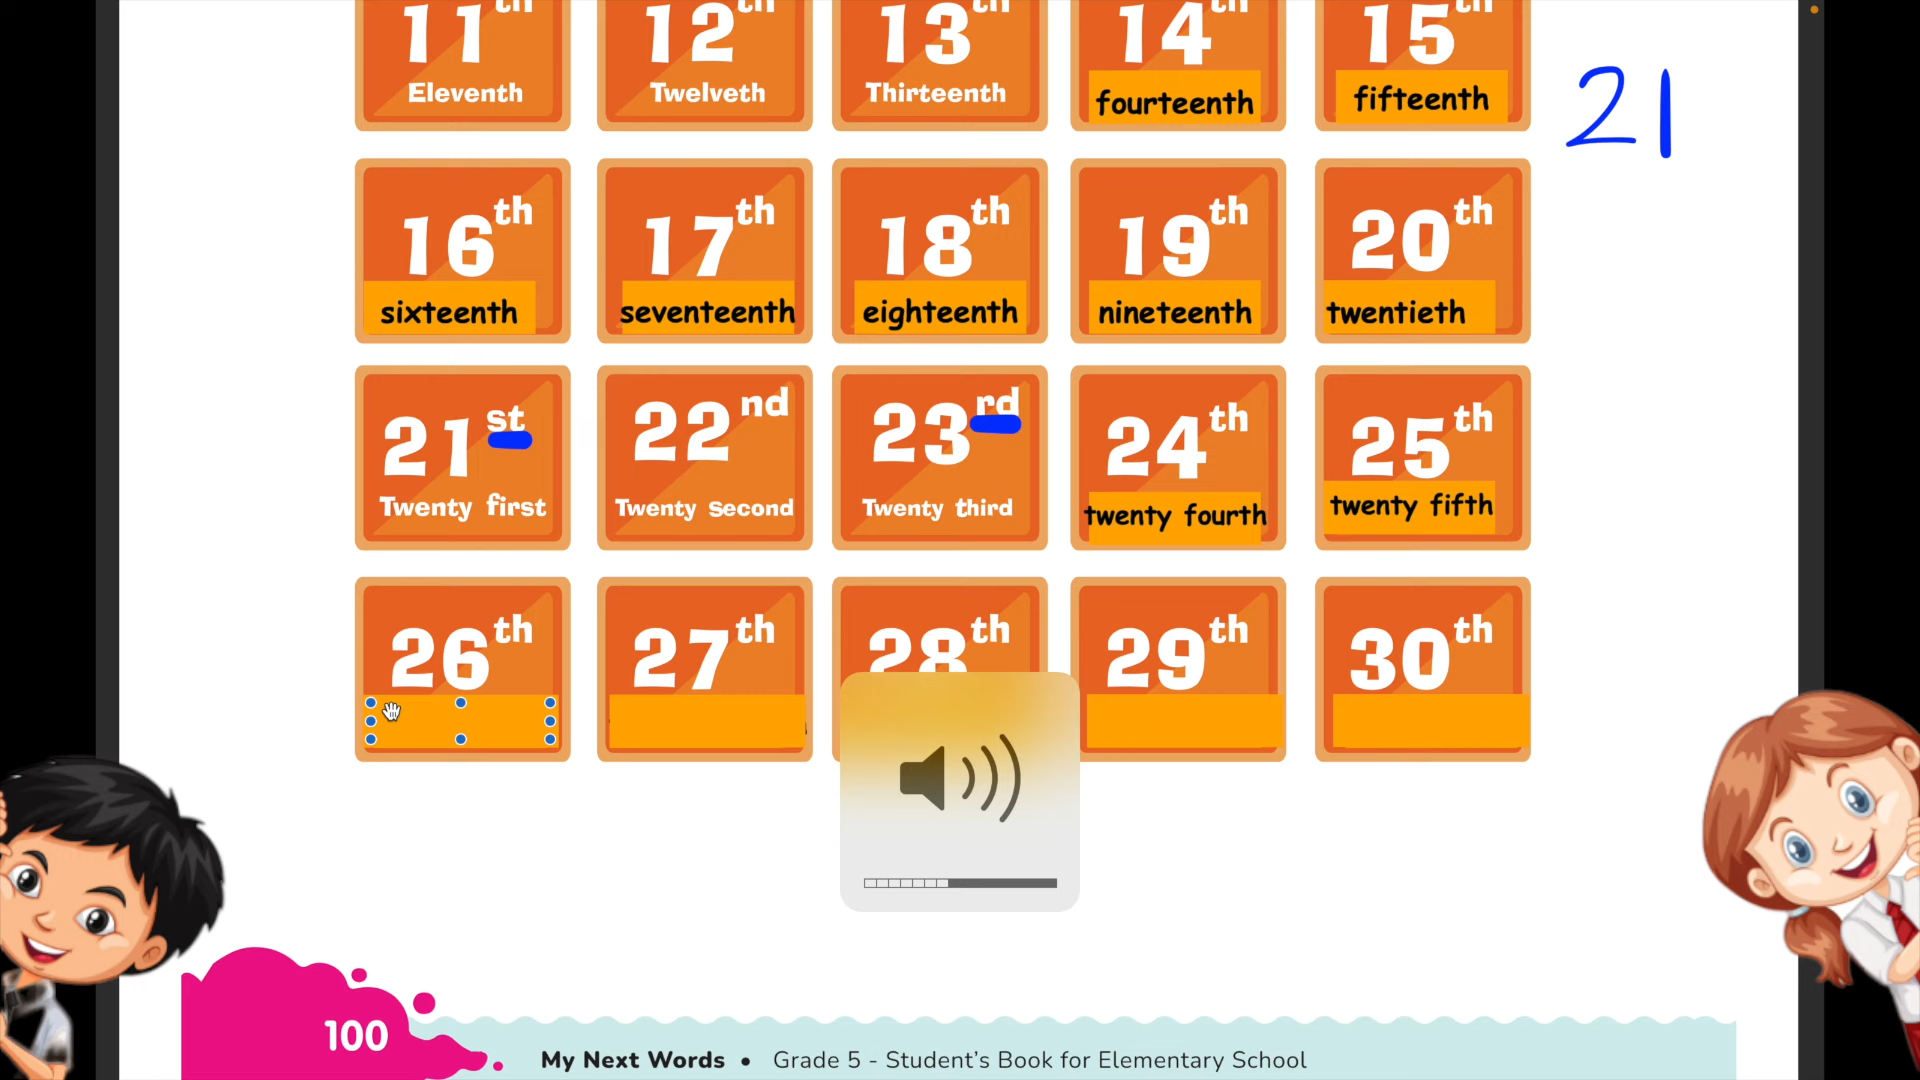 11th 12th 13th 14th 15th
Eleventh Twelveth Thirteenth fourteenth fifteenth
21
16th 17th 18th 19th 20th
sixteenth seventeenth eighteenth nineteenth twentieth
21st 22nd 23rd 24th 25th
Twenty first Twenty second Twenty third twenty fourth twenty fifth
26th 27th 28th 29th 30th
100
My Next Words • Grade 5 - Student's Book for Elementary School